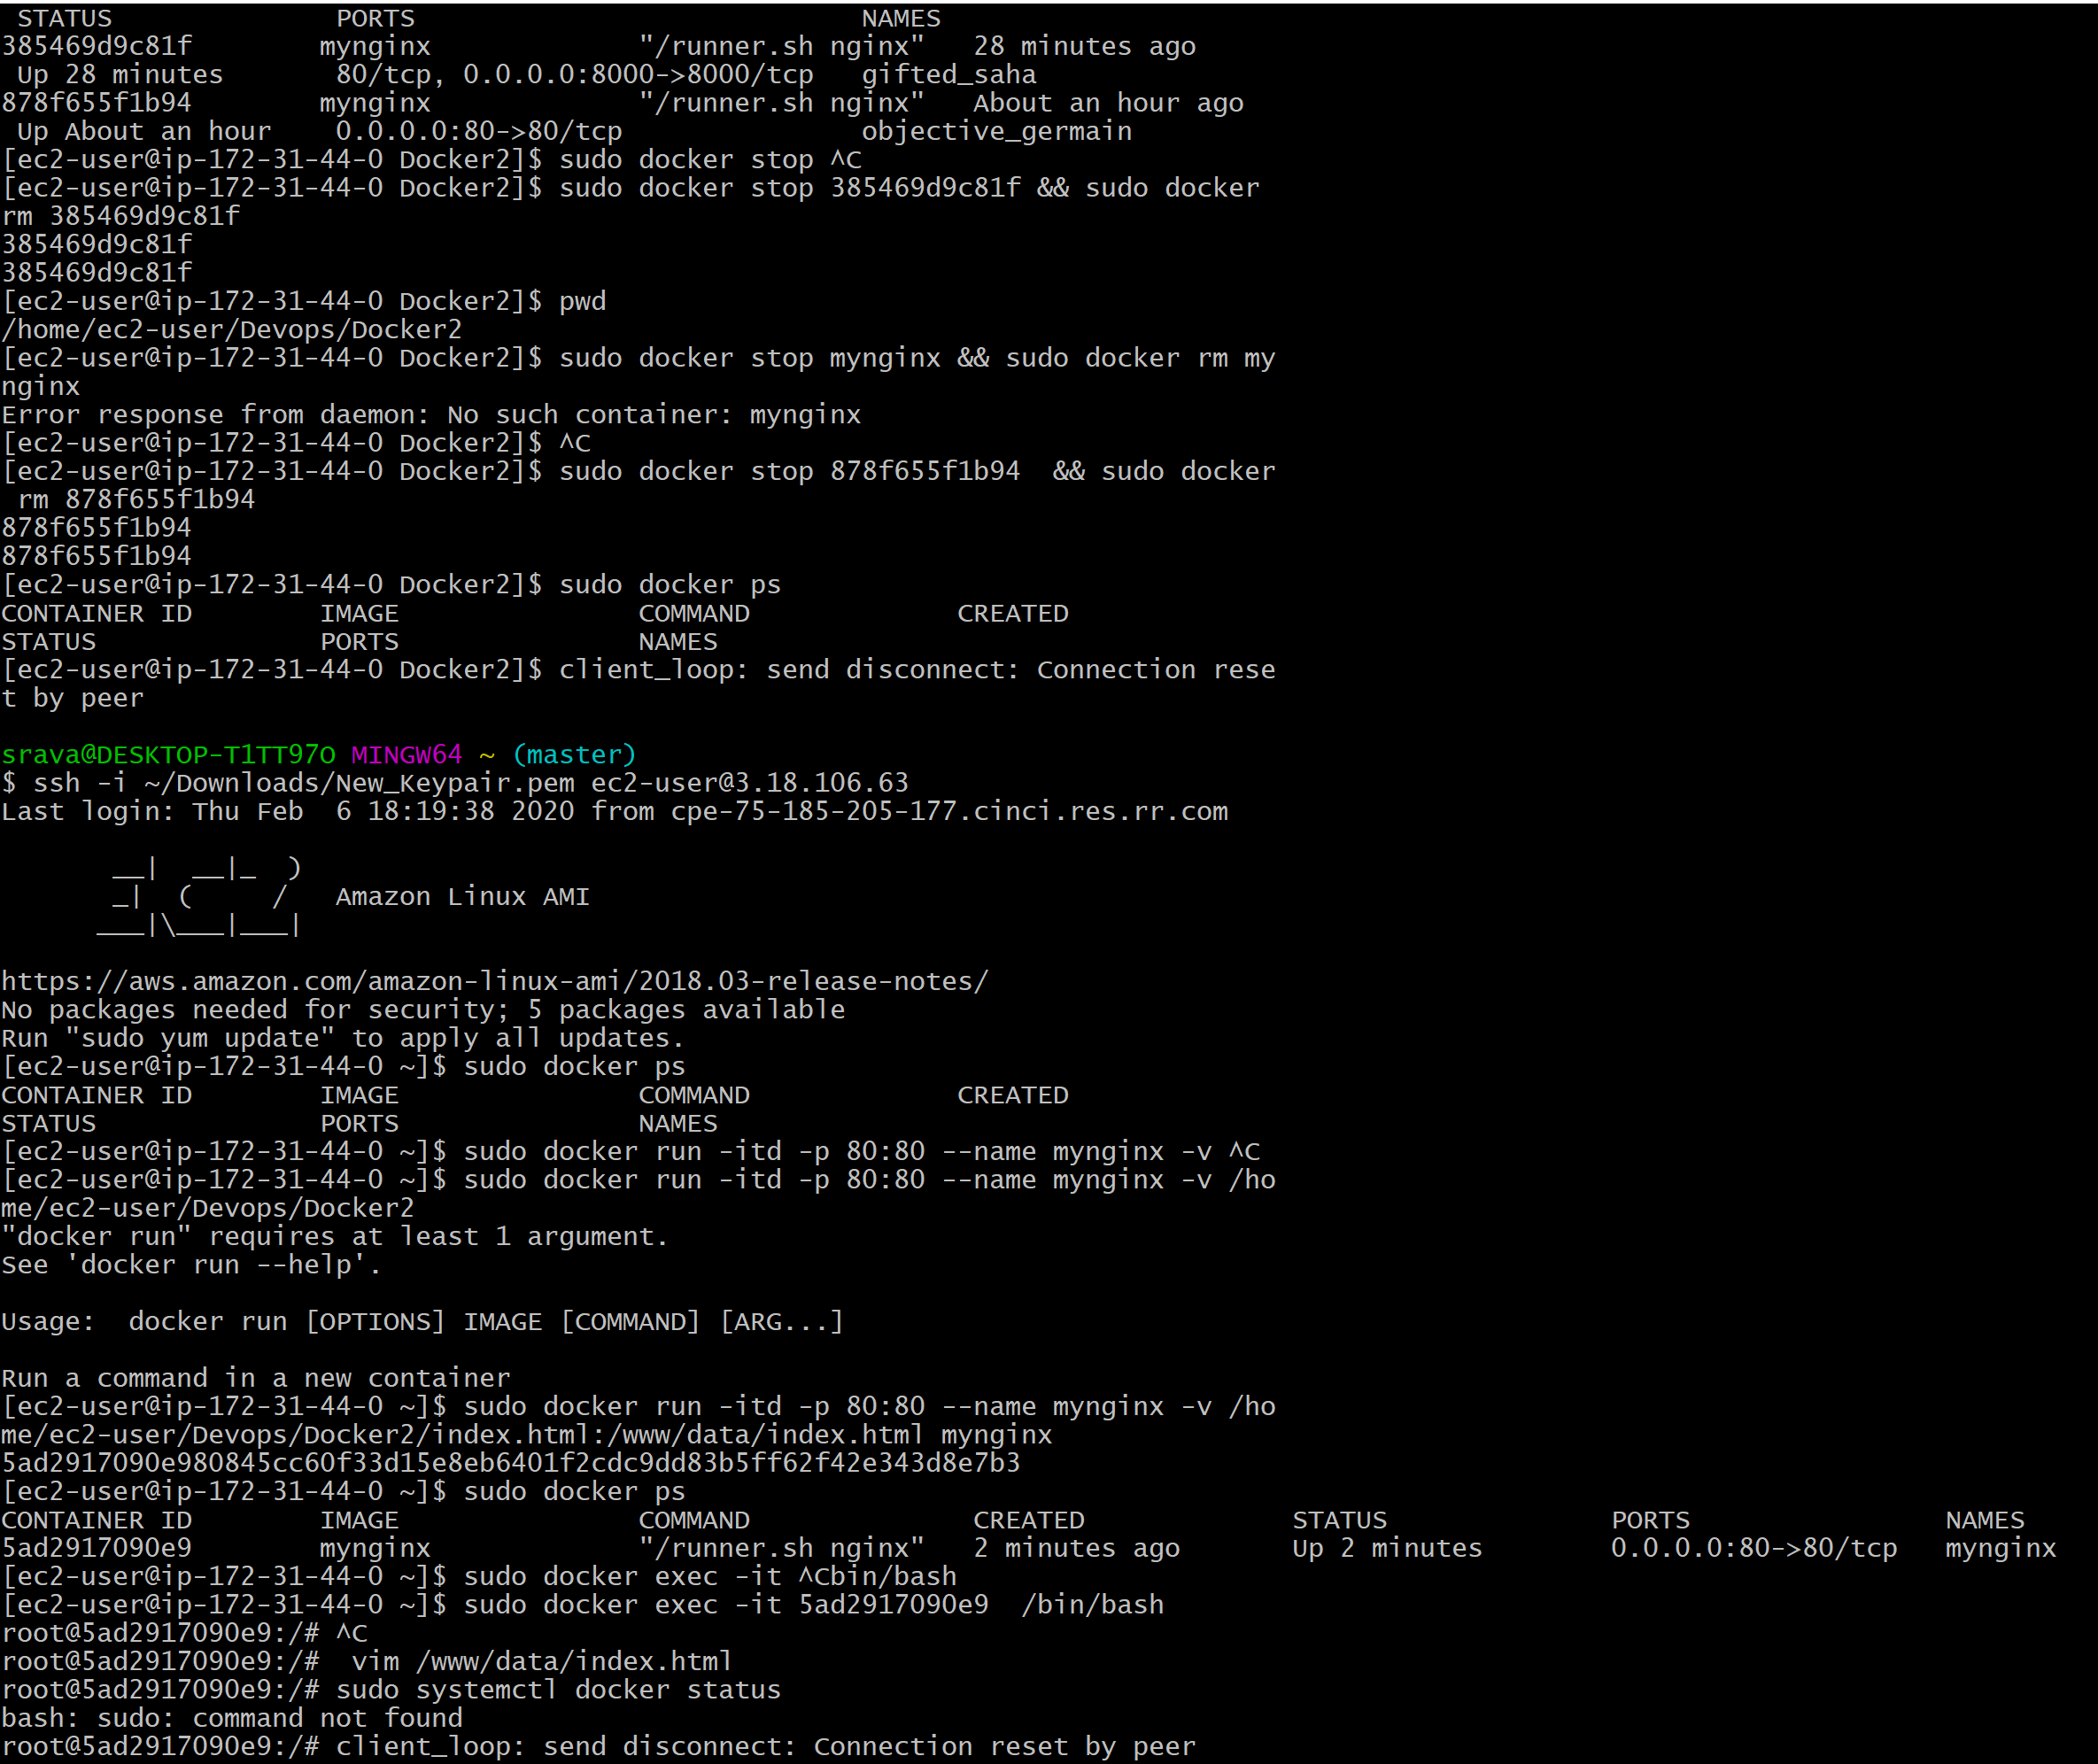 STATUS              PORTS                            NAMES
385469d9c81f        mynginx             "/runner.sh nginx"   28 minutes ago
 Up 28 minutes       80/tcp, 0.0.0.0:8000->8000/tcp   gifted_saha
878f655f1b94        mynginx             "/runner.sh nginx"   About an hour ago
 Up About an hour    0.0.0.0:80->80/tcp               objective_germain
[ec2-user@ip-172-31-44-0 Docker2]$ sudo docker stop ^C
[ec2-user@ip-172-31-44-0 Docker2]$ sudo docker stop 385469d9c81f && sudo docker
rm 385469d9c81f
385469d9c81f
385469d9c81f
[ec2-user@ip-172-31-44-0 Docker2]$ pwd
/home/ec2-user/Devops/Docker2
[ec2-user@ip-172-31-44-0 Docker2]$ sudo docker stop mynginx && sudo docker rm my
nginx
Error response from daemon: No such container: mynginx
[ec2-user@ip-172-31-44-0 Docker2]$ ^C
[ec2-user@ip-172-31-44-0 Docker2]$ sudo docker stop 878f655f1b94  && sudo docker
 rm 878f655f1b94
878f655f1b94
878f655f1b94
[ec2-user@ip-172-31-44-0 Docker2]$ sudo docker ps
CONTAINER ID        IMAGE               COMMAND             CREATED
STATUS              PORTS               NAMES
[ec2-user@ip-172-31-44-0 Docker2]$ client_loop: send disconnect: Connection rese
t by peer

srava@DESKTOP-T1TT97O MINGW64 ~ (master)
$ ssh -i ~/Downloads/New_Keypair.pem ec2-user@3.18.106.63
Last login: Thu Feb  6 18:19:38 2020 from cpe-75-185-205-177.cinci.res.rr.com

       __|  __|_  )
       _|  (     /   Amazon Linux AMI
      ___|\___|___|

https://aws.amazon.com/amazon-linux-ami/2018.03-release-notes/
No packages needed for security; 5 packages available
Run "sudo yum update" to apply all updates.
[ec2-user@ip-172-31-44-0 ~]$ sudo docker ps
CONTAINER ID        IMAGE               COMMAND             CREATED
STATUS              PORTS               NAMES
[ec2-user@ip-172-31-44-0 ~]$ sudo docker run -itd -p 80:80 --name mynginx -v ^C
[ec2-user@ip-172-31-44-0 ~]$ sudo docker run -itd -p 80:80 --name mynginx -v /ho
me/ec2-user/Devops/Docker2
"docker run" requires at least 1 argument.
See 'docker run --help'.

Usage:  docker run [OPTIONS] IMAGE [COMMAND] [ARG...]

Run a command in a new container
[ec2-user@ip-172-31-44-0 ~]$ sudo docker run -itd -p 80:80 --name mynginx -v /ho
me/ec2-user/Devops/Docker2/index.html:/www/data/index.html mynginx
5ad2917090e980845cc60f33d15e8eb6401f2cdc9dd83b5ff62f42e343d8e7b3
[ec2-user@ip-172-31-44-0 ~]$ sudo docker ps
CONTAINER ID        IMAGE               COMMAND              CREATED             STATUS              PORTS                NAMES
5ad2917090e9        mynginx             "/runner.sh nginx"   2 minutes ago       Up 2 minutes        0.0.0.0:80->80/tcp   mynginx
[ec2-user@ip-172-31-44-0 ~]$ sudo docker exec -it ^Cbin/bash
[ec2-user@ip-172-31-44-0 ~]$ sudo docker exec -it 5ad2917090e9  /bin/bash
root@5ad2917090e9:/# ^C
root@5ad2917090e9:/#  vim /www/data/index.html
root@5ad2917090e9:/# sudo systemctl docker status
bash: sudo: command not found
root@5ad2917090e9:/# client_loop: send disconnect: Connection reset by peer